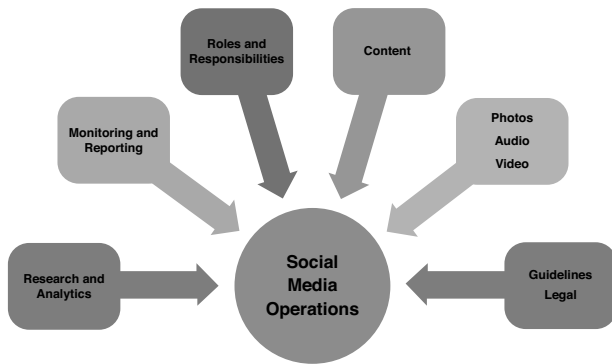 Roles and
Responsibilities
Content
Monitoring and
Reporting
Photos
Audio
Video
Research and
Analytics
Social
Media
Operations
Guidelines
Legal